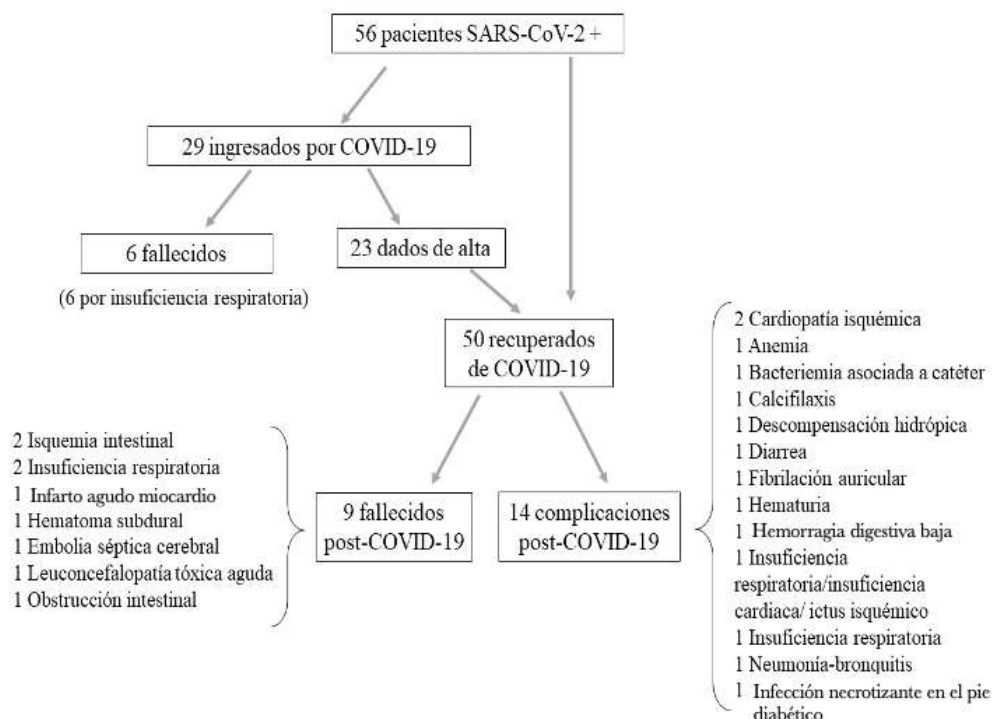 56 pacientes SARS-CoV-2 +
29 ingresados por COVID-19
6 fallecidos
(6 por insuficiencia respiratoria)
23 dados de alta
50 recuperados
de COVID-19
2 Isquemia intestinal
2 Insuficiencia respiratoria
1 Infarto agudo miocardio
1 Hematoma subdural
1 Embolia séptica cerebral
1 Leuconcefalopatía tóxica aguda
1 Obstrucción intestinal
9 fallecidos
post-COVID-19
14 complicaciones
post-COVID-19
2 Cardiopatía isquémica
1 Anemia
1 Bacteriemia asociada a catéter
1 Calcifilaxis
1 Descompensación hidrópica
1 Diarrea
1 Fibrilación auricular
1 Hematuria
1 Hemorragia digestiva baja
1 Insuficiencia
respiratoria/insuficiencia
cardiaca/ ictus isquémico
1 Insuficiencia respiratoria
1 Neumonía-bronquitis
1 Infección necrotizante en el pie
diabético